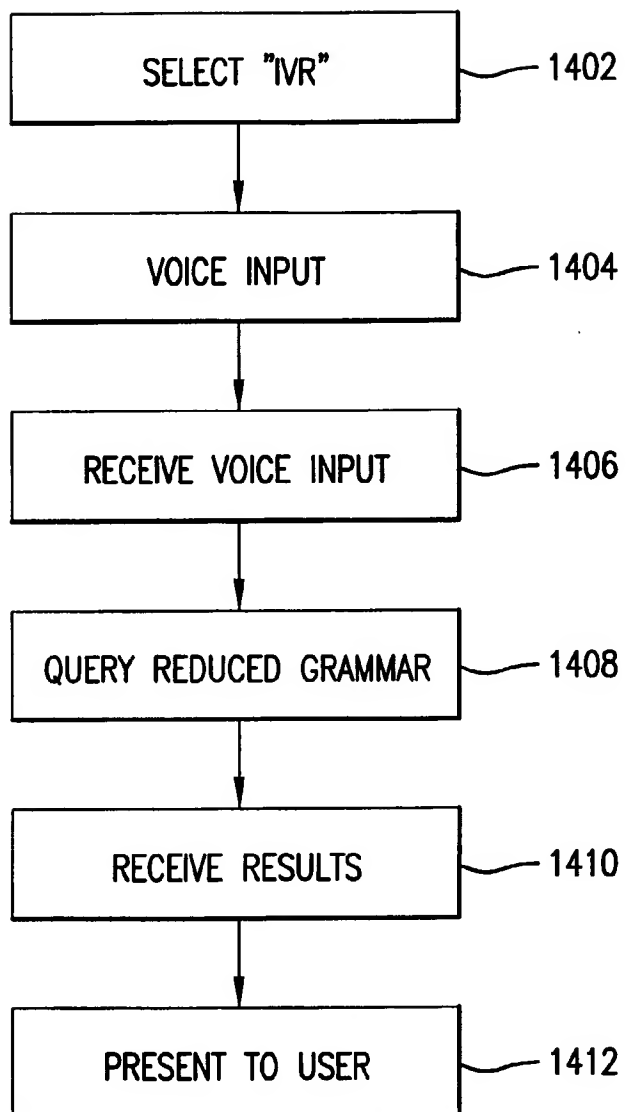 SELECT "IVR" 1402
VOICE INPUT 1404
RECEIVE VOICE INPUT 1406
QUERY REDUCED GRAMMAR 1408
RECEIVE RESULTS 1410
PRESENT TO USER 1412